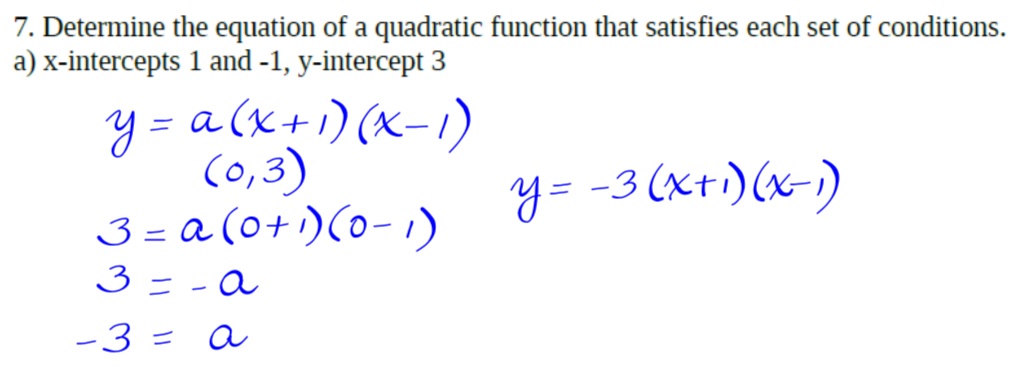 7. Determine the equation of a quadratic function that satisfies each set of conditions.
a) x-intercepts 1 and -1, y-intercept 3
y = a(x+1)(x-1)
(0,3)
3 = a(0+1)(0-1)
3 = -a
-3 = a
y = -3(x+1)(x-1)